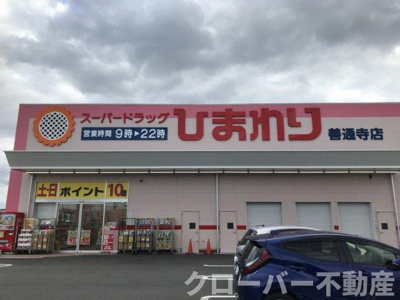 スーパードラッグ
ひまわり
営業時間 9時▶22時
善通寺店
土日ポイント10
クローバー不動産